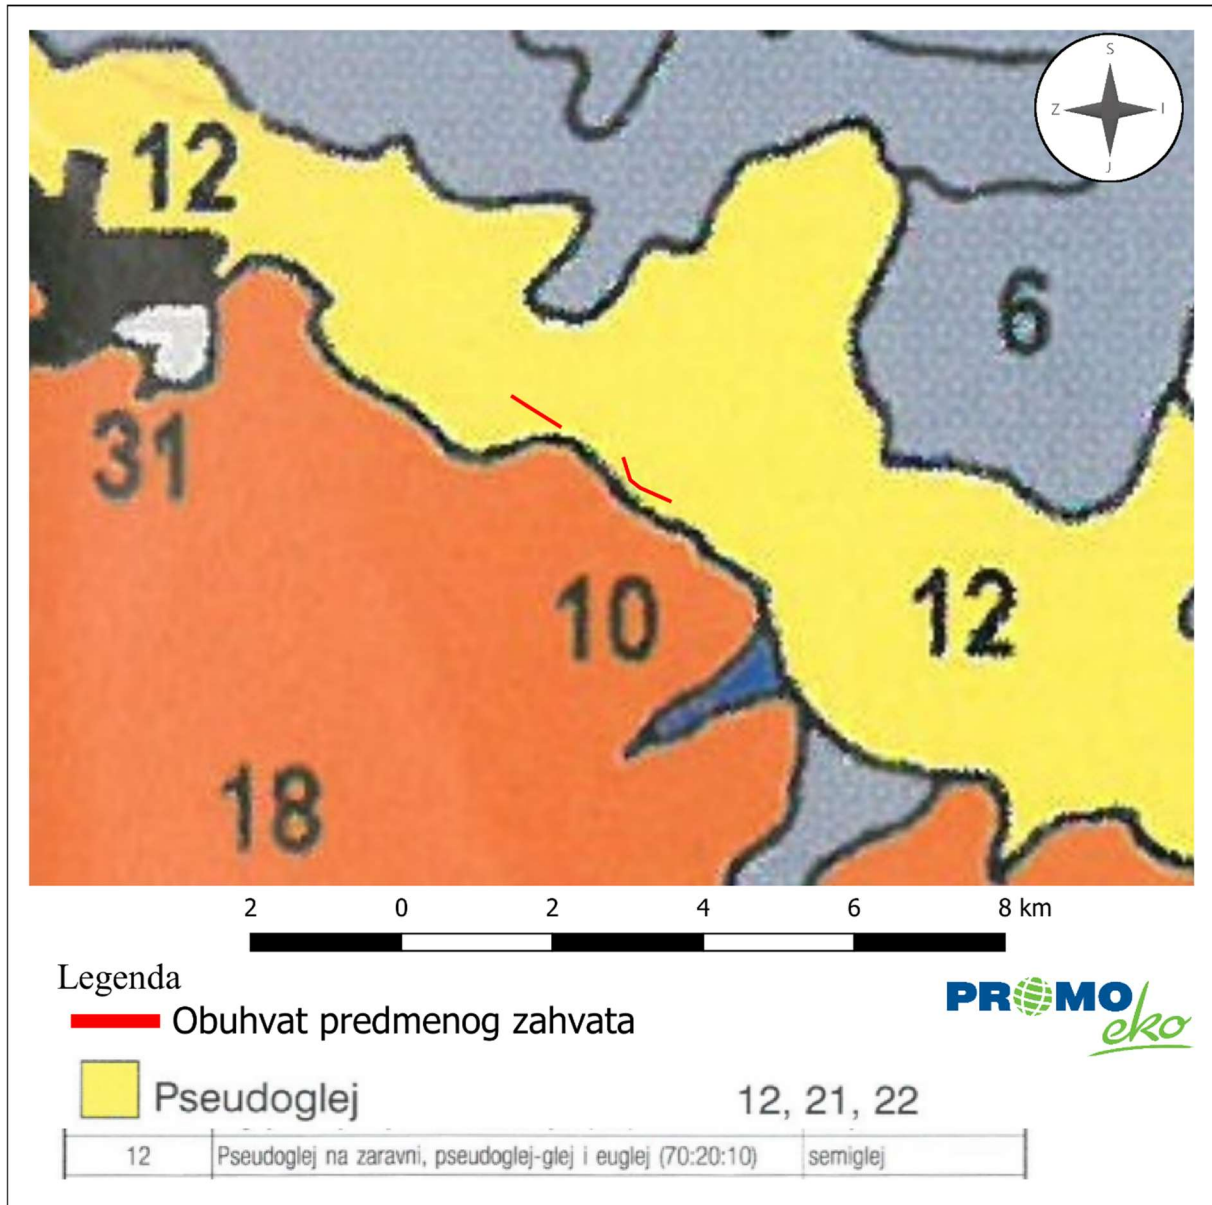 S
Z I
J
12
6
31
10
12
18
2 0 2 4 6 8 km
Legenda
Obuhvat predmenog zahvata
PROMO
eko
Pseudoglej 12, 21, 22
12 Pseudoglej na zaravni, pseudoglej-glej i euglej (70:20:10) semiglej